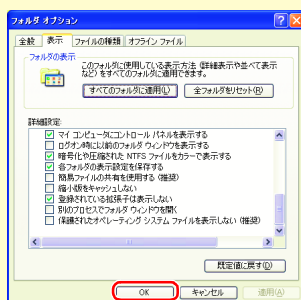 フォルダ オプション
全般 表示 ファイルの種類 オフライン ファイル
フォルダの表示
このフォルダに使用している表示方法 (詳細表示や並べて表示
など) をすべてのフォルダに適用できます。
すべてのフォルダに適用(L) 全フォルダをリセット(R)
詳細設定:
マイ コンピュータにコントロール パネルを表示する
ログオン時に以前のフォルダ ウィンドウを表示する
暗号化や圧縮された NTFS ファイルをカラーで表示する
各フォルダの表示設定を保存する
簡易ファイルの共有を使用する (推奨)
縮小版をキャッシュしない
登録されている拡張子は表示しない
別のプロセスでフォルダ ウィンドウを開く
保護されたオペレーティング システム ファイルを表示しない (推奨)
既定値に戻す(D)
OK キャンセル 適用(A)